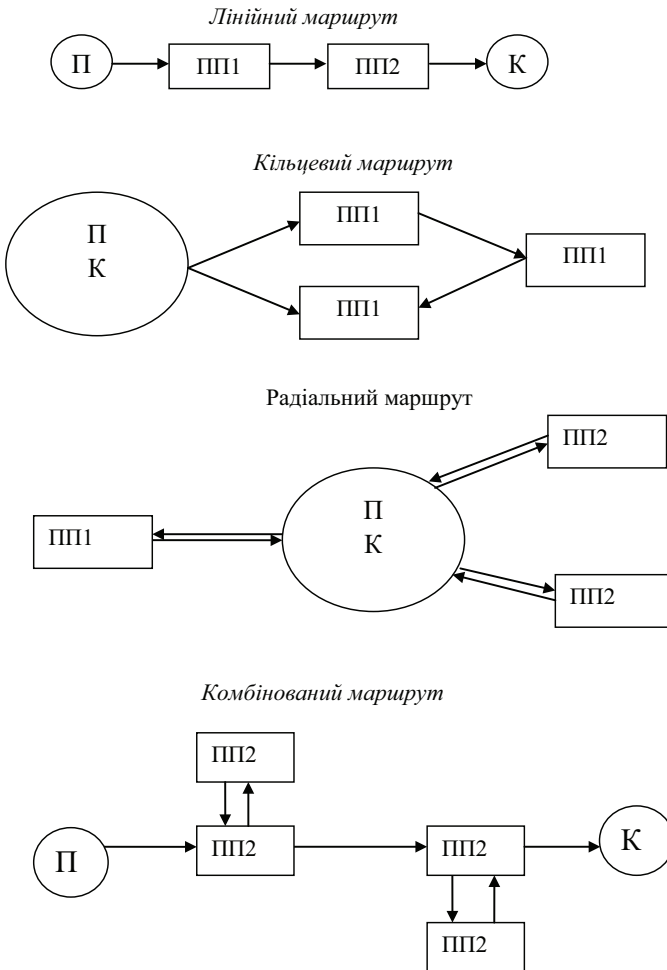 Лінійний маршрут
П ПП1 ПП2 К
Кільцевий маршрут
П
К
ПП1
ПП1
ПП1
Радіальний маршрут
ПП2
П
К
ПП1
ПП2
Комбінований маршрут
ПП2
П ПП2 ПП2 К
ПП2